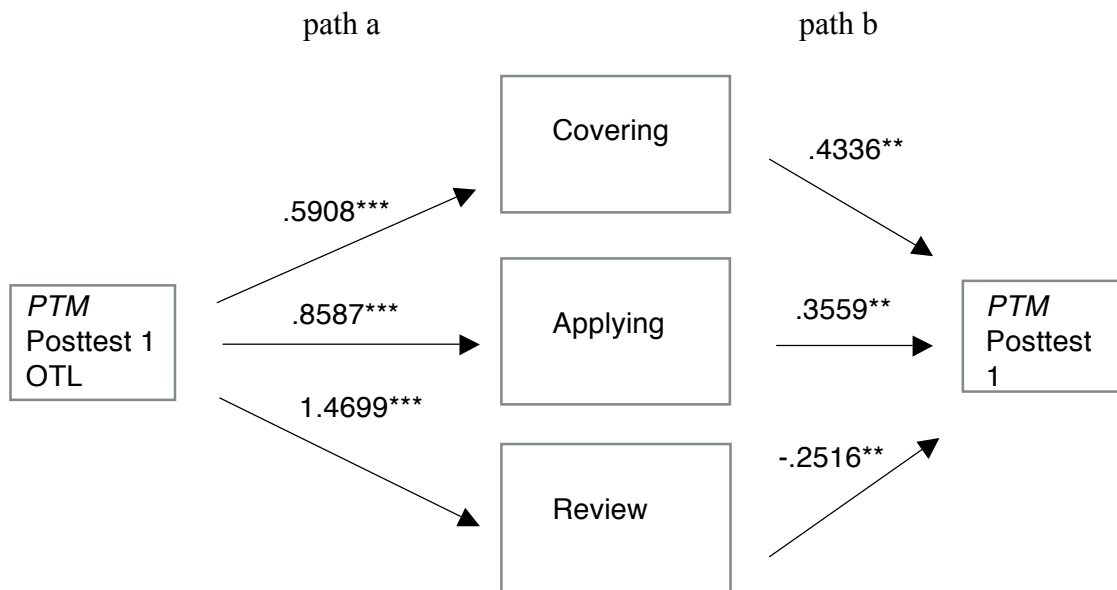 path a
path b
Covering
.4336**
.5908***
PTM
Posttest 1
OTL
.8587***
Applying
.3559**
PTM
Posttest
1
1.4699***
-.2516**
Review